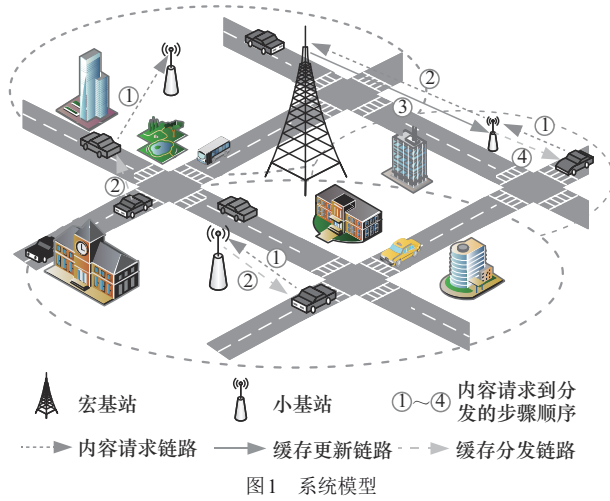 ①
②
③
①
④
②
①
②
宏基站
小基站
①～④ 内容请求到分
发的步骤顺序
内容请求链路
缓存更新链路
缓存分发链路
图1 系统模型